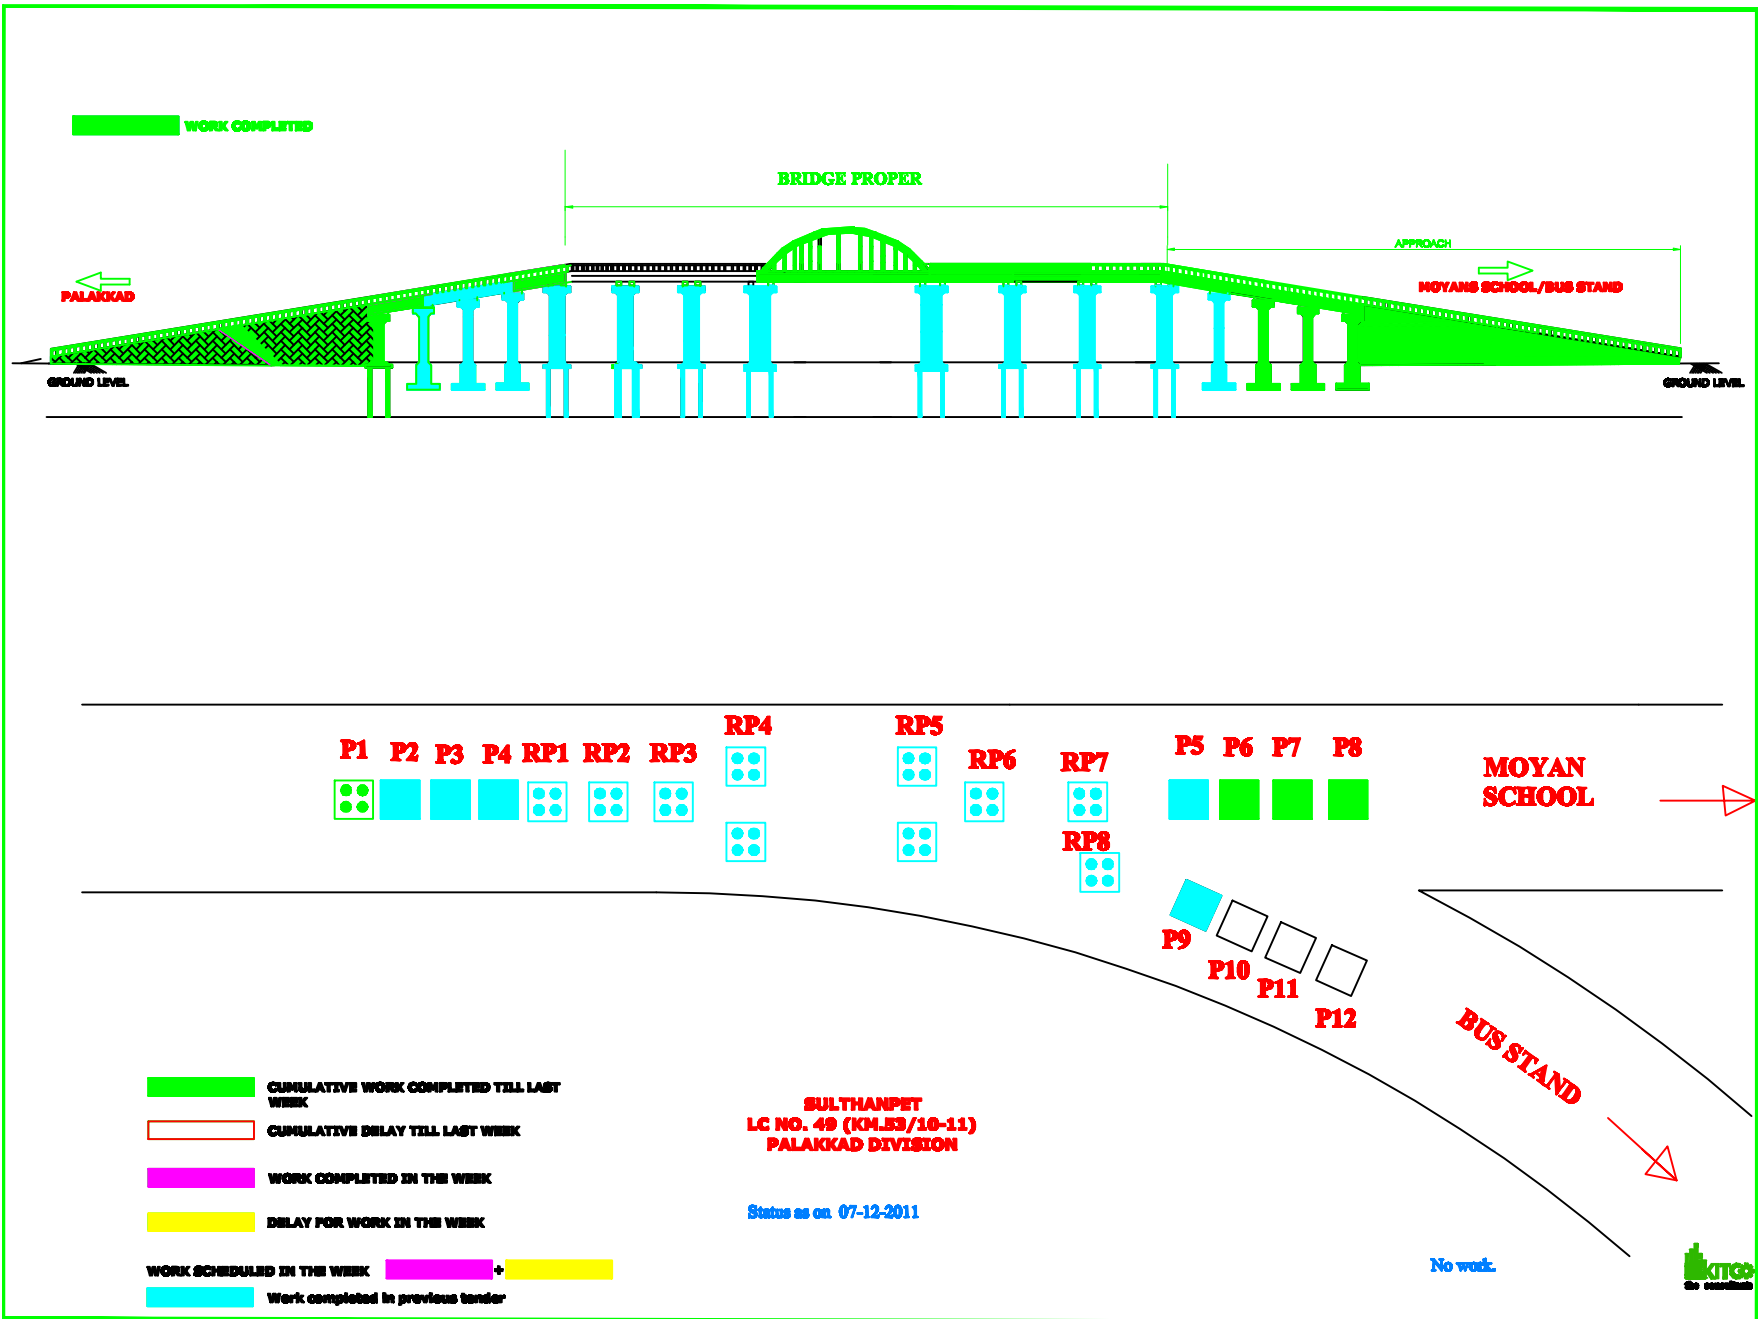 WORK COMPLETED
BRIDGE PROPER
APPROACH
PALAKKAD
MOYANS SCHOOL/BUS STAND
GROUND LEVEL
GROUND LEVEL
P1 P2 P3 P4 RP1 RP2 RP3 RP4 RP5 RP6 RP7 P5 P6 P7 P8
MOYAN
SCHOOL
RP8
P9
P10
P11
P12
BUS STAND
CUMULATIVE WORK COMPLETED TILL LAST
WEEK
CUMULATIVE DELAY TILL LAST WEEK
WORK COMPLETED IN THE WEEK
DELAY FOR WORK IN THE WEEK
WORK SCHEDULED IN THE WEEK +
Work completed in previous tender
SULTHANPET
LC NO. 49 (KM.53/10-11)
PALAKKAD DIVISION
Status as on 07-12-2011
No work.
KITCO
the consultants